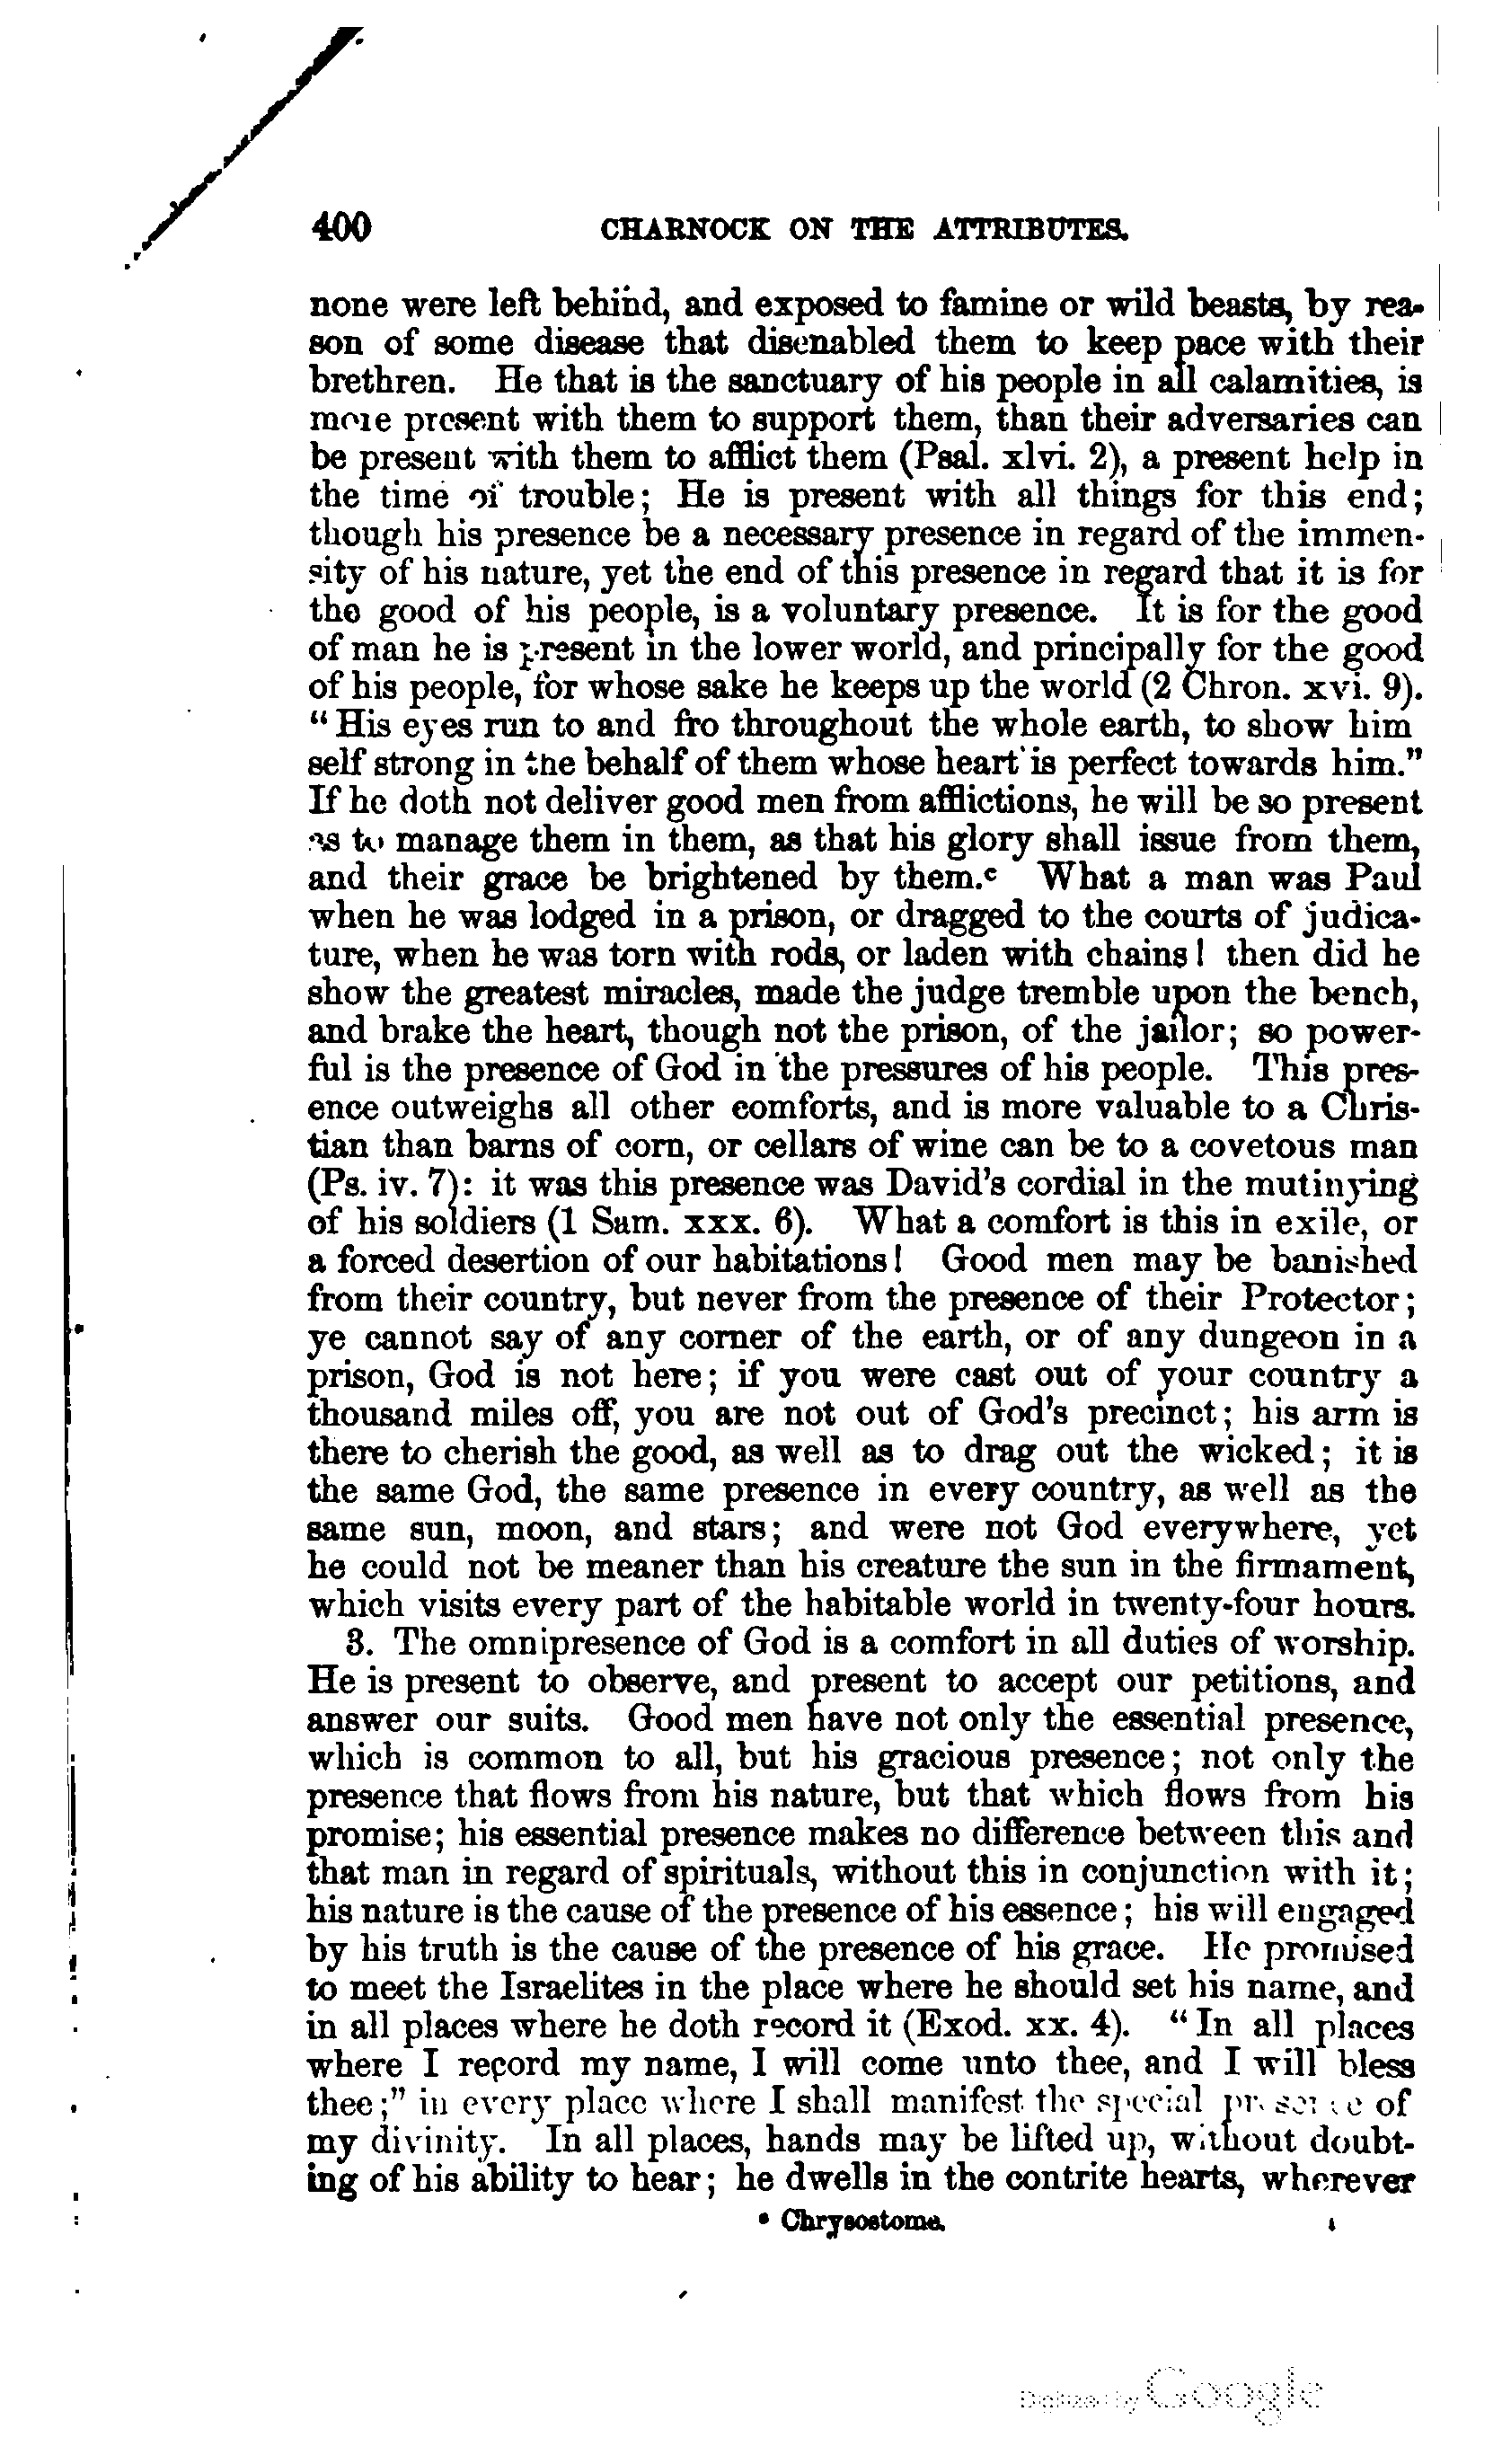 400 CHARNOCK ON THE ATTRIBUTES.
none were left behind, and exposed to famine or wild beasts, by rea-
son of some disease that disenabled them to keep pace with their
brethren. He that is the sanctuary of his people in all calamities, is
more present with them to support them, than their adversaries can
be present with them to afflict them (Psal. xlvi. 2), a present help in
the time of trouble; He is present with all things for this end;
though his presence be a necessary presence in regard of the immen-
sity of his nature, yet the end of this presence in regard that it is for
the good of his people, is a voluntary presence. It is for the good
of man he is present in the lower world, and principally for the good
of his people, for whose sake he keeps up the world (2 Chron. xvi. 9).
“His eyes run to and fro throughout the whole earth, to show him
self strong in the behalf of them whose heart is perfect towards him.”
If he doth not deliver good men from afflictions, he will be so present
as to manage them in them, as that his glory shall issue from them,
and their grace be brightened by them.c What a man was Paul
when he was lodged in a prison, or dragged to the courts of judica-
ture, when he was torn with rods, or laden with chains! then did he
show the greatest miracles, made the judge tremble upon the bench,
and brake the heart, though not the prison, of the jailor; so power-
ful is the presence of God in the pressures of his people. This pres-
ence outweighs all other comforts, and is more valuable to a Chris-
tian than barns of corn, or cellars of wine can be to a covetous man
(Ps. iv. 7): it was this presence was David's cordial in the mutinying
of his soldiers (1 Sam. xxx. 6). What a comfort is this in exile, or
a forced desertion of our habitations! Good men may be banished
from their country, but never from the presence of their Protector;
ye cannot say of any corner of the earth, or of any dungeon in a
prison, God is not here; if you were cast out of your country a
thousand miles off, you are not out of God's precinct; his arm is
there to cherish the good, as well as to drag out the wicked; it is
the same God, the same presence in every country, as well as the
same sun, moon, and stars; and were not God everywhere, yet
he could not be meaner than his creature the sun in the firmament,
which visits every part of the habitable world in twenty-four hours.
3. The omnipresence of God is a comfort in all duties of worship.
He is present to observe, and present to accept our petitions, and
answer our suits. Good men have not only the essential presence,
which is common to all, but his gracious presence; not only the
presence that flows from his nature, but that which flows from his
promise; his essential presence makes no difference between this and
that man in regard of spirituals, without this in conjunction with it;
his nature is the cause of the presence of his essence; his will engaged
by his truth is the cause of the presence of his grace. He promised
to meet the Israelites in the place where he should set his name, and
in all places where he doth record it (Exod. xx. 4). “In all places
where I record my name, I will come unto thee, and I will bless
thee;” in every place where I shall manifest the special presence of
my divinity. In all places, hands may be lifted up, without doubt-
ing of his ability to hear; he dwells in the contrite hearts, wherever
Chrysostome.
Digitized by Google